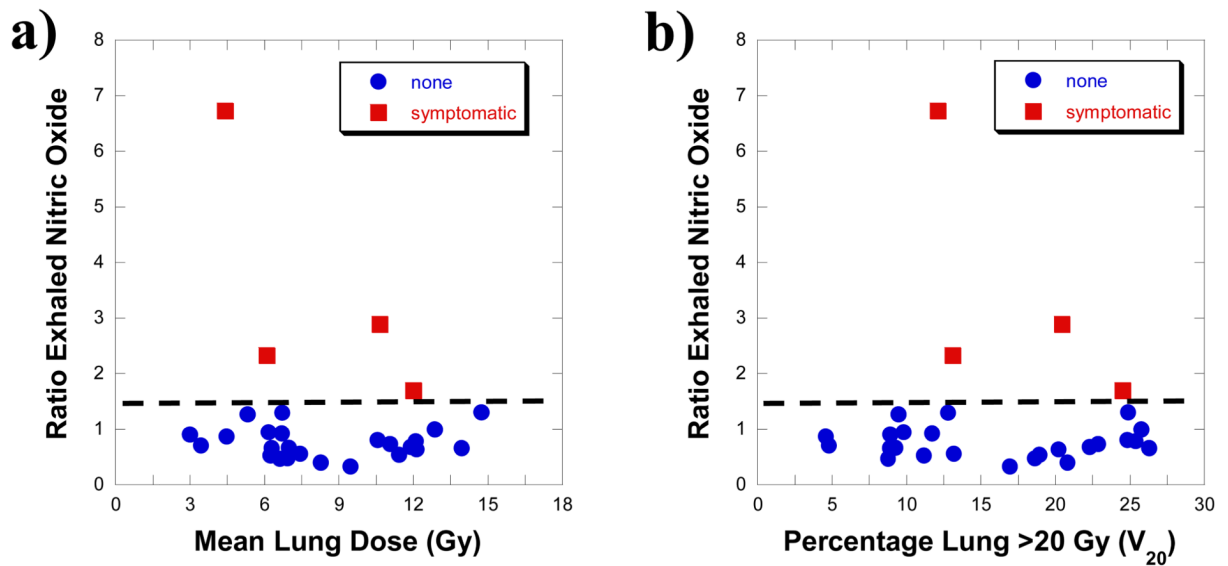 a)
Ratio Exhaled Nitric Oxide
8
7
6
5
4
3
2
1
0
none
symptomatic
0 3 6 9 12 15 18
Mean Lung Dose (Gy)
b)
Ratio Exhaled Nitric Oxide
8
7
6
5
4
3
2
1
0
none
symptomatic
0 5 10 15 20 25 30
Percentage Lung >20 Gy (V₂₀)